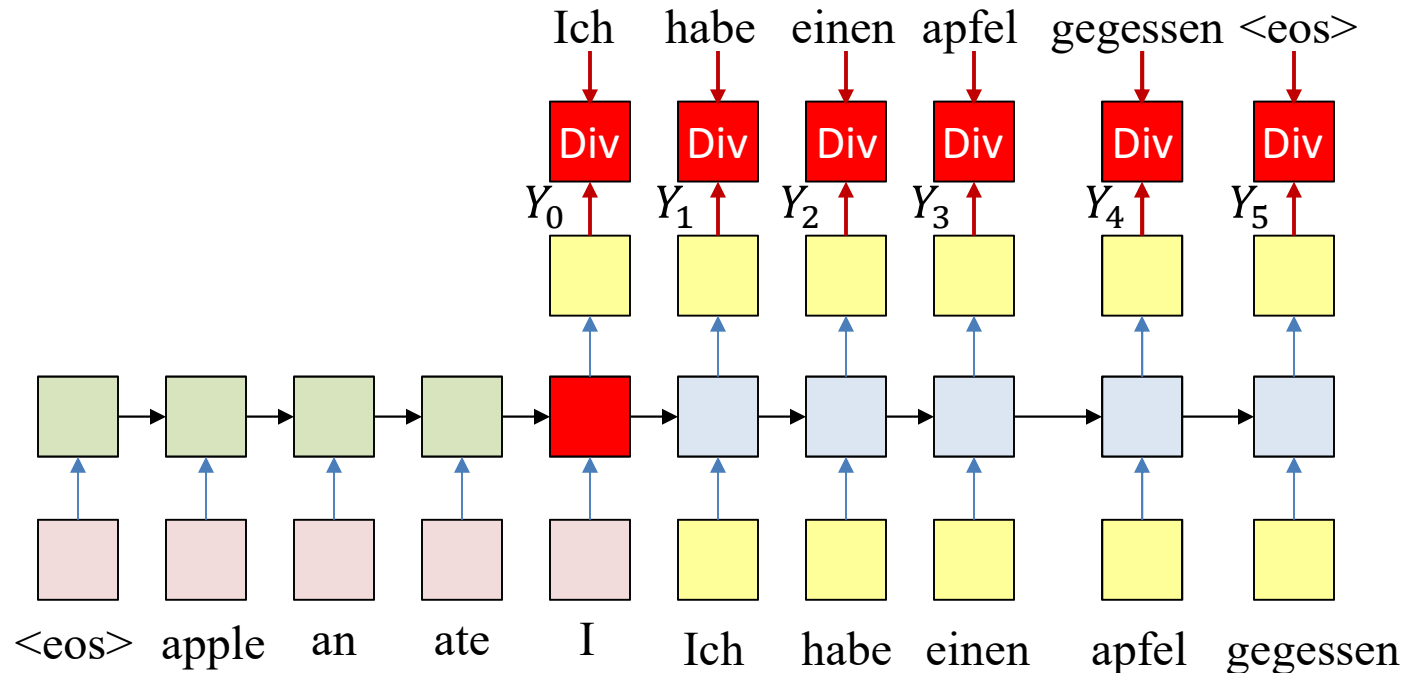 Ich habe einen apfel gegessen <eos>
Div Div Div Div Div Div
Y₀ Y₁ Y₂ Y₃ Y₄ Y₅
<eos> apple an ate I Ich habe einen apfel gegessen